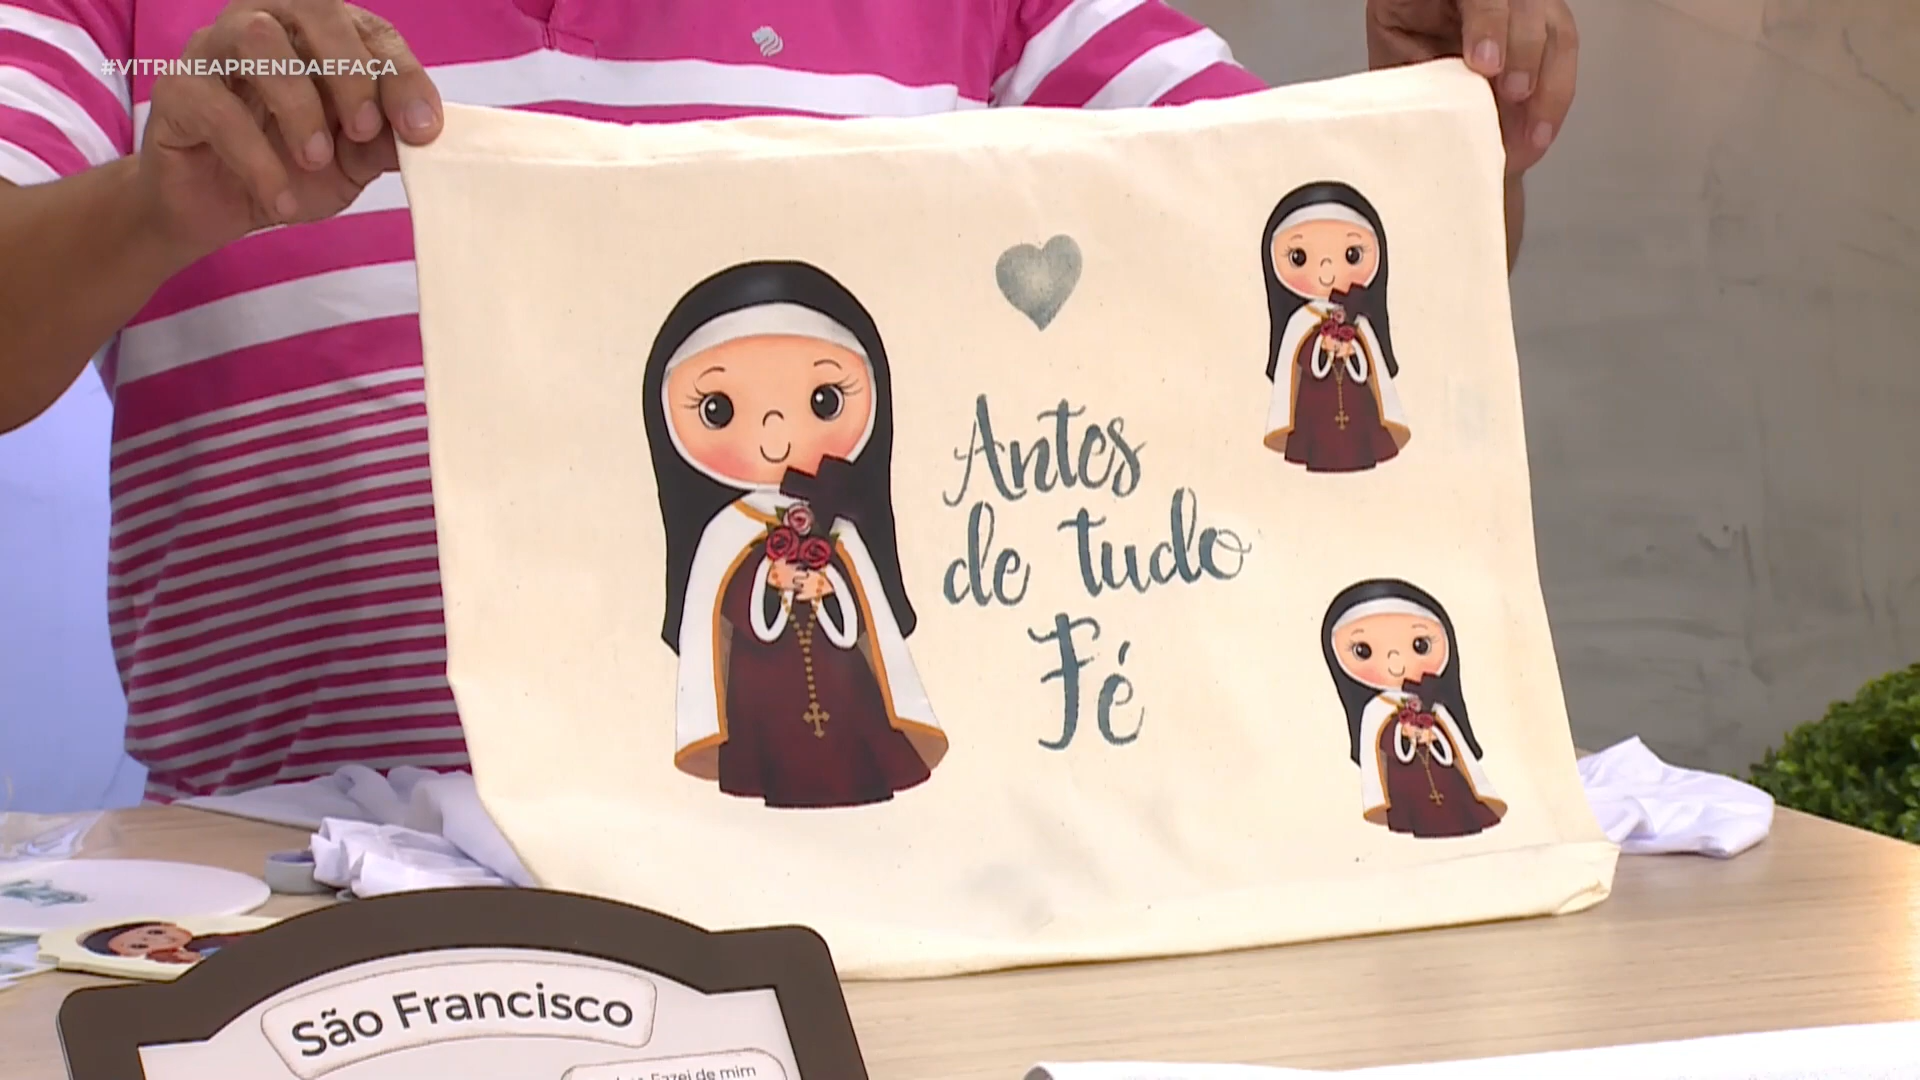 #VITRINEAPRENDAEFAÇA
Antes
de tudo
Fé
São Francisco
Fazei de mim